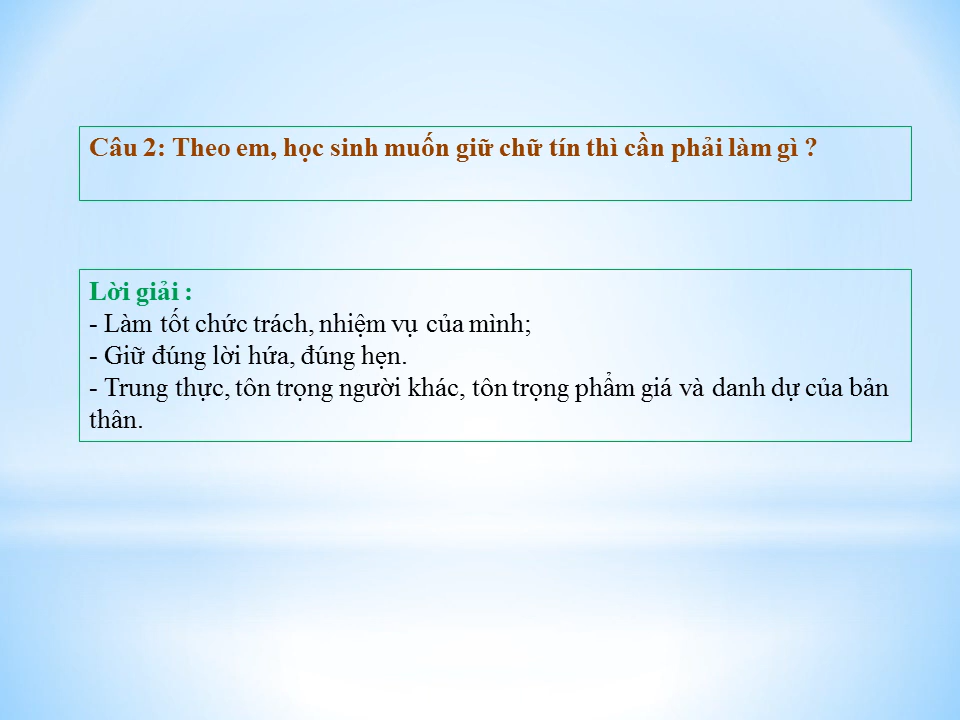 Câu 2: Theo em, học sinh muốn giữ chữ tín thì cần phải làm gì ?
Lời giải :
- Làm tốt chức trách, nhiệm vụ của mình;
- Giữ đúng lời hứa, đúng hẹn.
- Trung thực, tôn trọng người khác, tôn trọng phẩm giá và danh dự của bản
thân.